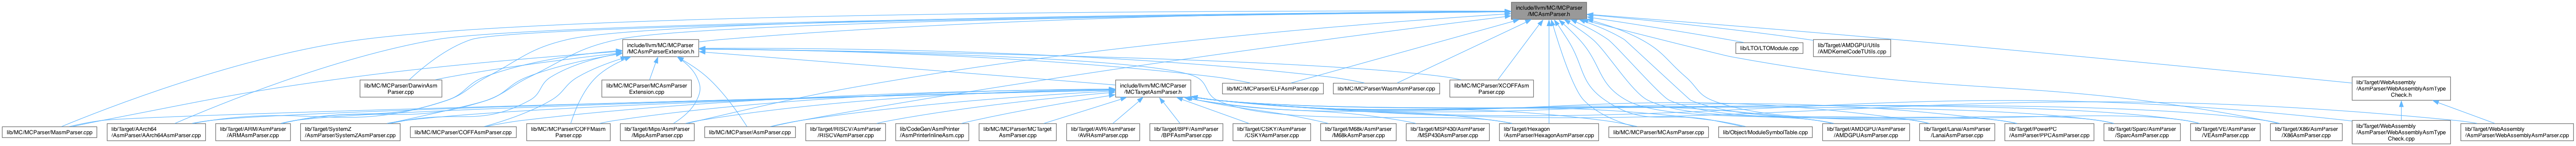 include/llvm/MC/MCParser
/MCAsmParser.h
include/llvm/MC/MCParser
/MCAsmParserExtension.h
lib/LTO/LTOModule.cpp
lib/Target/AMDGPU/Utils
/AMDKernelCodeTUtils.cpp
lib/MC/MCParser/DarwinAsm
Parser.cpp
lib/MC/MCParser/MCAsmParser
Extension.cpp
include/llvm/MC/MCParser
/MCTargetAsmParser.h
lib/MC/MCParser/ELFAsmParser.cpp
lib/MC/MCParser/WasmAsmParser.cpp
lib/MC/MCParser/XCOFFAsm
Parser.cpp
lib/Target/WebAssembly
/AsmParser/WebAssemblyAsmType
Check.h
lib/MC/MCParser/MasmParser.cpp
lib/Target/AArch64
/AsmParser/AArch64AsmParser.cpp
lib/Target/ARM/AsmParser
/ARMAsmParser.cpp
lib/Target/SystemZ
/AsmParser/SystemZAsmParser.cpp
lib/MC/MCParser/COFFAsmParser.cpp
lib/MC/MCParser/COFFMasm
Parser.cpp
lib/Target/Mips/AsmParser
/MipsAsmParser.cpp
lib/MC/MCParser/AsmParser.cpp
lib/Target/RISCV/AsmParser
/RISCVAsmParser.cpp
lib/CodeGen/AsmPrinter
/AsmPrinterInlineAsm.cpp
lib/MC/MCParser/MCTarget
AsmParser.cpp
lib/Target/AVR/AsmParser
/AVRAsmParser.cpp
lib/Target/BPF/AsmParser
/BPFAsmParser.cpp
lib/Target/CSKY/AsmParser
/CSKYAsmParser.cpp
lib/Target/M68k/AsmParser
/M68kAsmParser.cpp
lib/Target/MSP430/AsmParser
/MSP430AsmParser.cpp
lib/Target/Hexagon
/AsmParser/HexagonAsmParser.cpp
lib/MC/MCParser/MCAsmParser.cpp
lib/Object/ModuleSymbolTable.cpp
lib/Target/AMDGPU/AsmParser
/AMDGPUAsmParser.cpp
lib/Target/Lanai/AsmParser
/LanaiAsmParser.cpp
lib/Target/PowerPC
/AsmParser/PPCAsmParser.cpp
lib/Target/Sparc/AsmParser
/SparcAsmParser.cpp
lib/Target/VE/AsmParser
/VEAsmParser.cpp
lib/Target/X86/AsmParser
/X86AsmParser.cpp
lib/Target/WebAssembly
/AsmParser/WebAssemblyAsmType
Check.cpp
lib/Target/WebAssembly
/AsmParser/WebAssemblyAsmParser.cpp